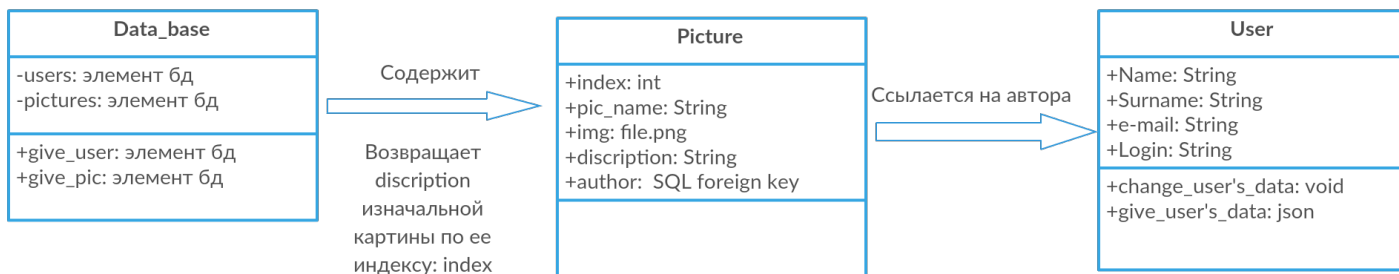 Data_base
-users: элемент бд
-pictures: элемент бд
+give_user: элемент бд
+give_pic: элемент бд
Содержит
Возвращает
discription
изначальной
картины по ее
индексу: index
Picture
+index: int
+pic_name: String
+img: file.png
+discription: String
+author:  SQL foreign key
Ссылается на автора
User
+Name: String
+Surname: String
+e-mail: String
+Login: String
+change_user's_data: void
+give_user's_data: json